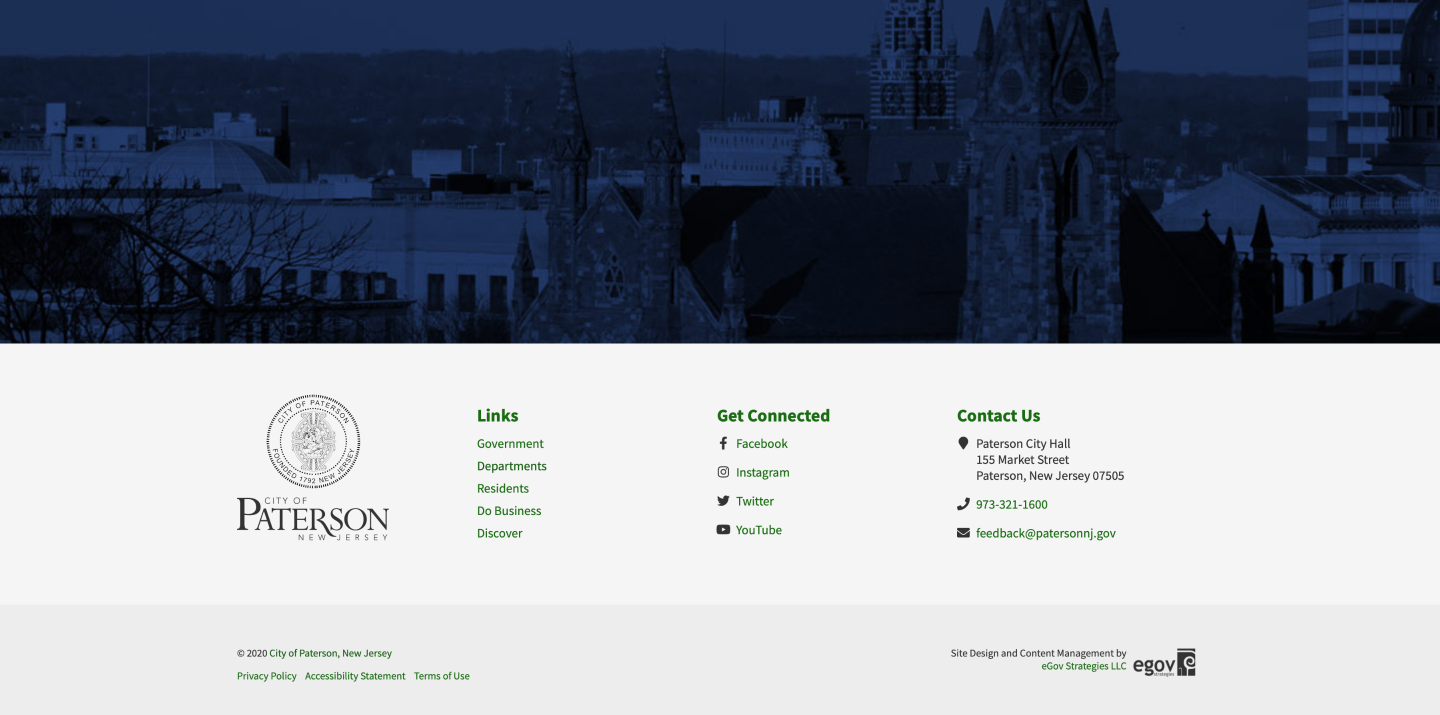 CITY OF PATERSON
FOUNDED 1792 NEW JERSEY
CITY OF
PATERSON
NEW JERSEY
Links
Government
Departments
Residents
Do Business
Discover
Get Connected
Facebook
Instagram
Twitter
YouTube
Contact Us
Paterson City Hall
155 Market Street
Paterson, New Jersey 07505
973-321-1600
feedback@patersonnj.gov
© 2020 City of Paterson, New Jersey
Privacy Policy Accessibility Statement Terms of Use
Site Design and Content Management by
eGov Strategies LLC
egov
strategies